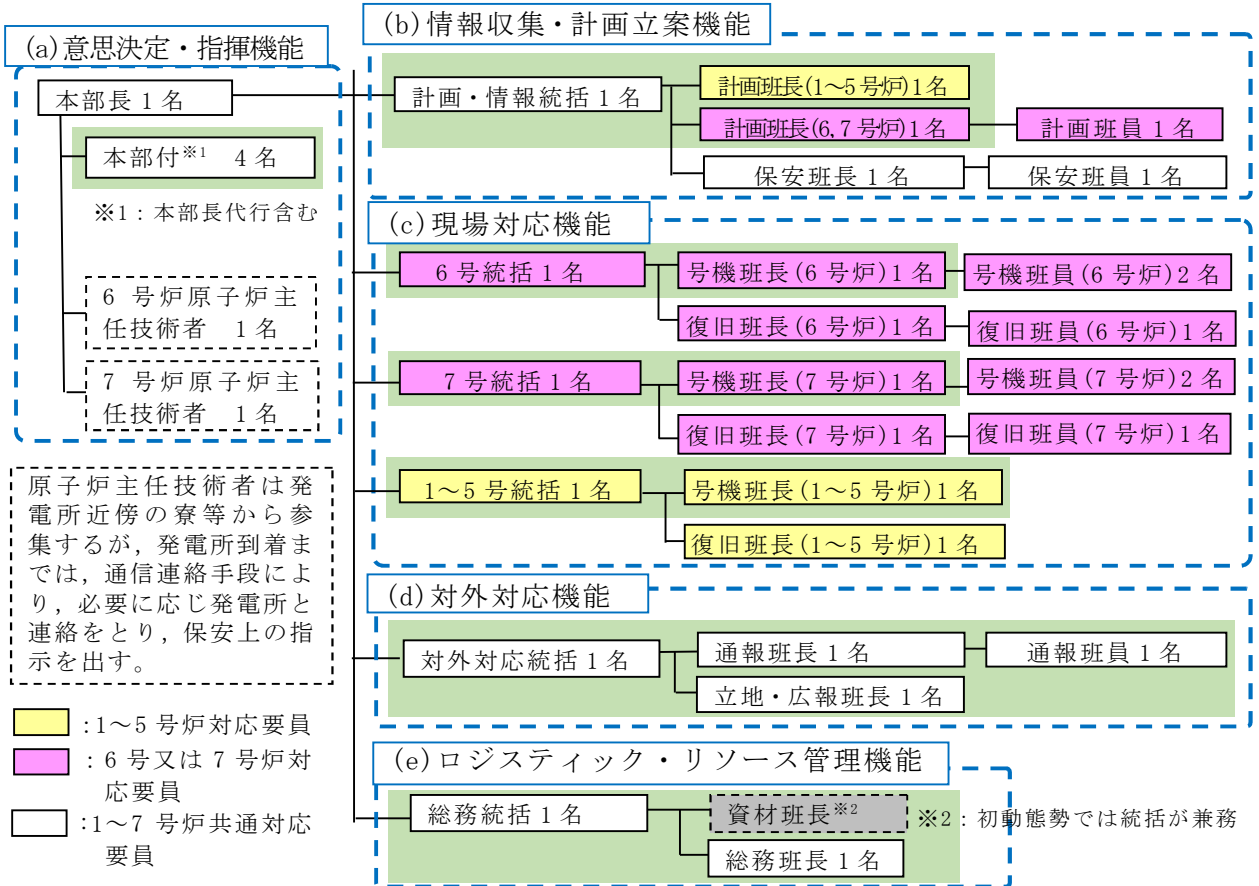 (a)意思決定・指揮機能
本部長 1 名
本部付※1 4 名
※1：本部長代行含む
6 号炉原子炉主
任技術者 1 名
7 号炉原子炉主
任技術者 1 名
原子炉主任技術者は発
電所近傍の寮等から参
集するが，発電所到着ま
では，通信連絡手段によ
り，必要に応じ発電所と
連絡をとり，保安上の指
示を出す。
：1～5 号炉対応要員
：6 号又は 7 号炉対
応要員
：1～7 号炉共通対応
要員
(b)情報収集・計画立案機能
計画・情報統括 1 名
計画班長(1～5 号炉)1 名
計画班長(6,7 号炉)1 名
計画班員 1 名
保安班長 1 名
保安班員 1 名
(c)現場対応機能
6 号統括 1 名
号機班長(6 号炉)1 名
号機班員(6 号炉)2 名
復旧班長(6 号炉)1 名
復旧班員(6 号炉)1 名
7 号統括 1 名
号機班長(7 号炉)1 名
号機班員(7 号炉)2 名
復旧班長(7 号炉)1 名
復旧班員(7 号炉)1 名
1～5 号統括 1 名
号機班長(1～5 号炉)1 名
復旧班長(1～5 号炉)1 名
(d)対外対応機能
対外対応統括 1 名
通報班長 1 名
通報班員 1 名
立地・広報班長 1 名
(e)ロジスティック・リソース管理機能
総務統括 1 名
資材班長※2
※2：初動態勢では統括が兼務
総務班長 1 名